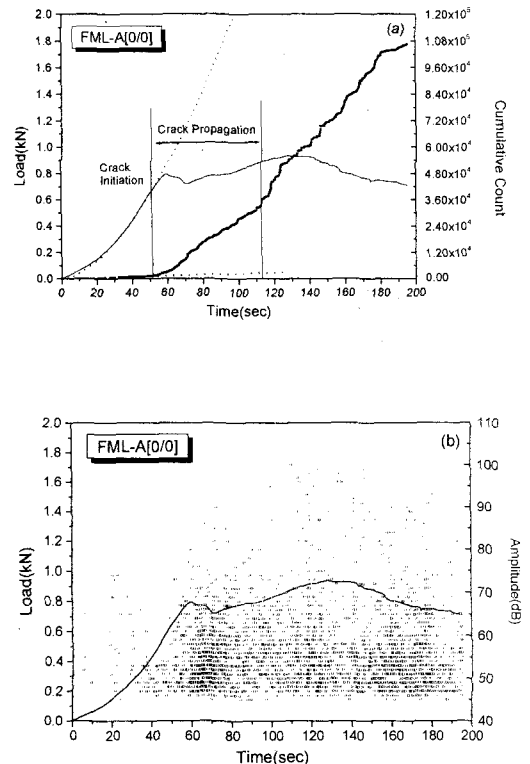 FML-A[0/0]
(a)
Load(kN)
2.0
1.8
1.6
1.4
1.2
1.0
0.8
0.6
0.4
0.2
0.0
Crack Propagation
Crack
Initiation
1.20x10⁵
1.08x10⁵
9.60x10⁴
8.40x10⁴
7.20x10⁴
6.00x10⁴
4.80x10⁴
3.60x10⁴
2.40x10⁴
1.20x10⁴
0.00
Cumulative Count
0 20 40 60 80 100 120 140 160 180 200
Time(sec)
FML-A[0/0]
(b)
Load(kN)
2.0
1.8
1.6
1.4
1.2
1.0
0.8
0.6
0.4
0.2
0.0
110
100
90
80
70
60
50
40
Amplitude(dB)
0 20 40 60 80 100 120 140 160 180 200
Time(sec)